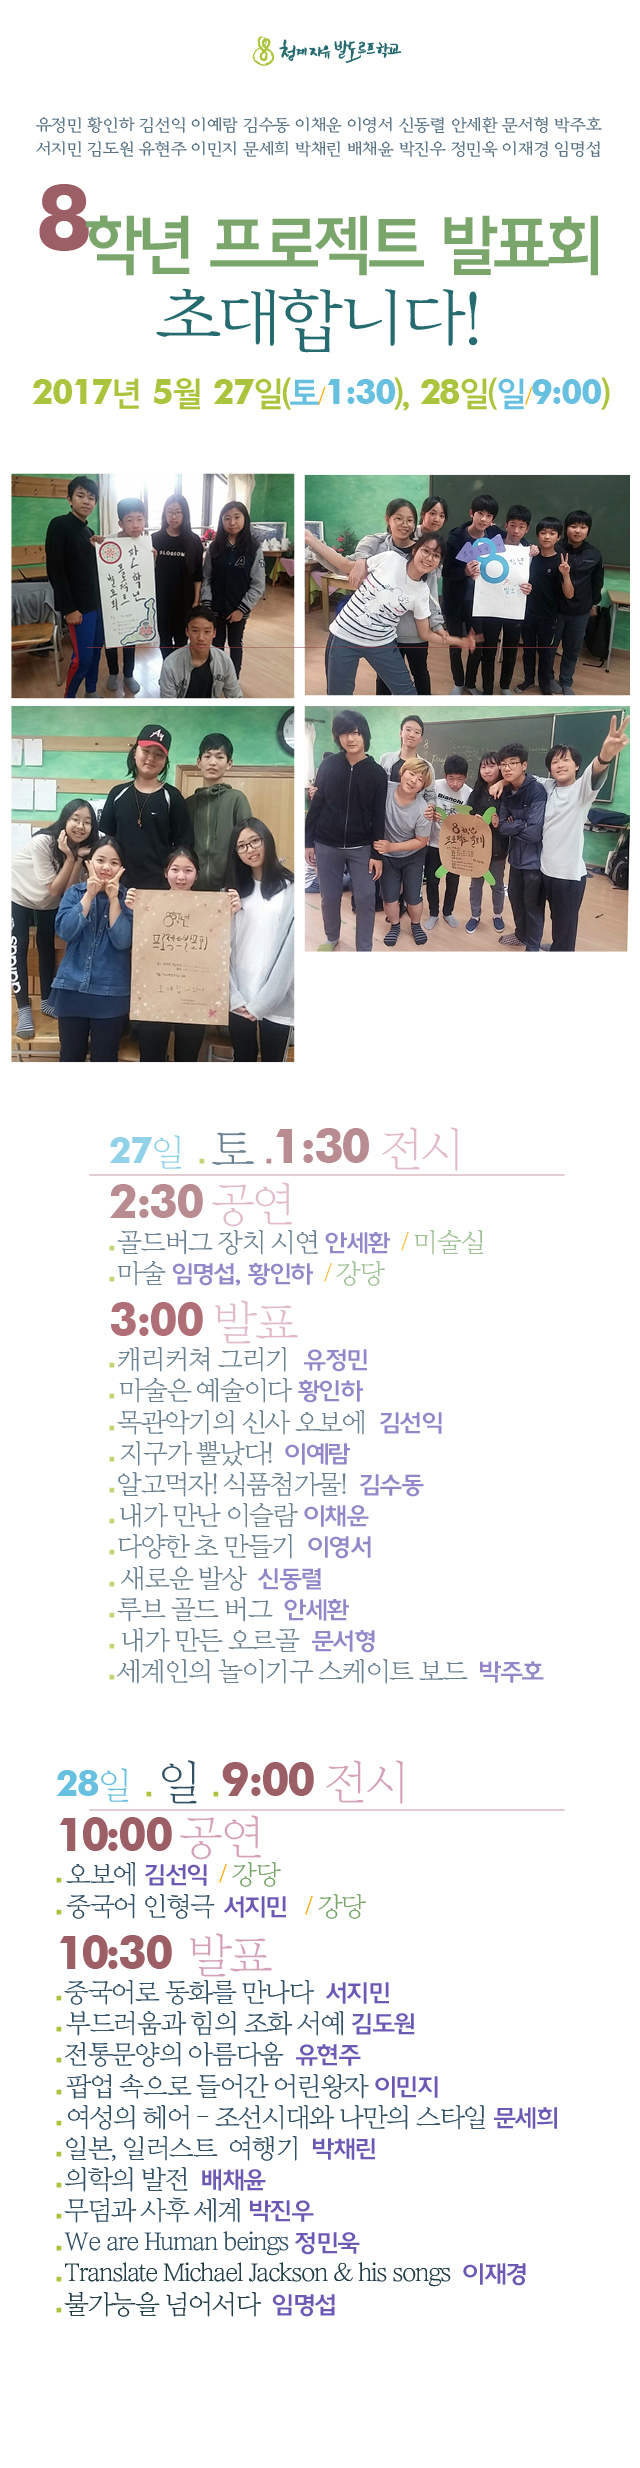 청계자유 발도르프학교
유정민 황인하 김선익 이예람 김수동 이채운 이영서 신동렬 안세환 문서형 박주호
서지민 김도원 유현주 이민지 문세희 박채린 배채윤 박진우 정민욱 이재경 임명섭
8학년 프로젝트 발표회
초대합니다!
2017년 5월 27일(토/1:30), 28일(일/9:00)
BLOSSOM
8학년
프로젝트 발표회
Bianchi
8학년
프로젝트
adidas
27일 . 토 .1:30 전시
2:30 공연
.골드버그 장치 시연 안세환 / 미술실
.마술 임명섭, 황인하 / 강당
3:00 발표
.캐리커쳐 그리기 유정민
.마술은 예술이다 황인하
.목관악기의 신사 오보에 김선익
.지구가 뿔났다! 이예람
.알고먹자! 식품첨가물! 김수동
.내가 만난 이슬람 이채운
.다양한 초 만들기 이영서
.새로운 발상 신동렬
.루브 골드 버그 안세환
.내가 만든 오르골 문서형
.세계인의 놀이기구 스케이트 보드 박주호
28일 . 일 .9:00 전시
10:00 공연
.오보에 김선익 / 강당
.중국어 인형극 서지민 / 강당
10:30 발표
.중국어로 동화를 만나다 서지민
.부드러움과 힘의 조화 서예 김도원
.전통문양의 아름다움 유현주
.팝업 속으로 들어간 어린왕자 이민지
.여성의 헤어 - 조선시대와 나만의 스타일 문세희
.일본, 일러스트 여행기 박채린
.의학의 발전 배채윤
.무덤과 사후 세계 박진우
.We are Human beings 정민욱
.Translate Michael Jackson & his songs 이재경
.불가능을 넘어서다 임명섭